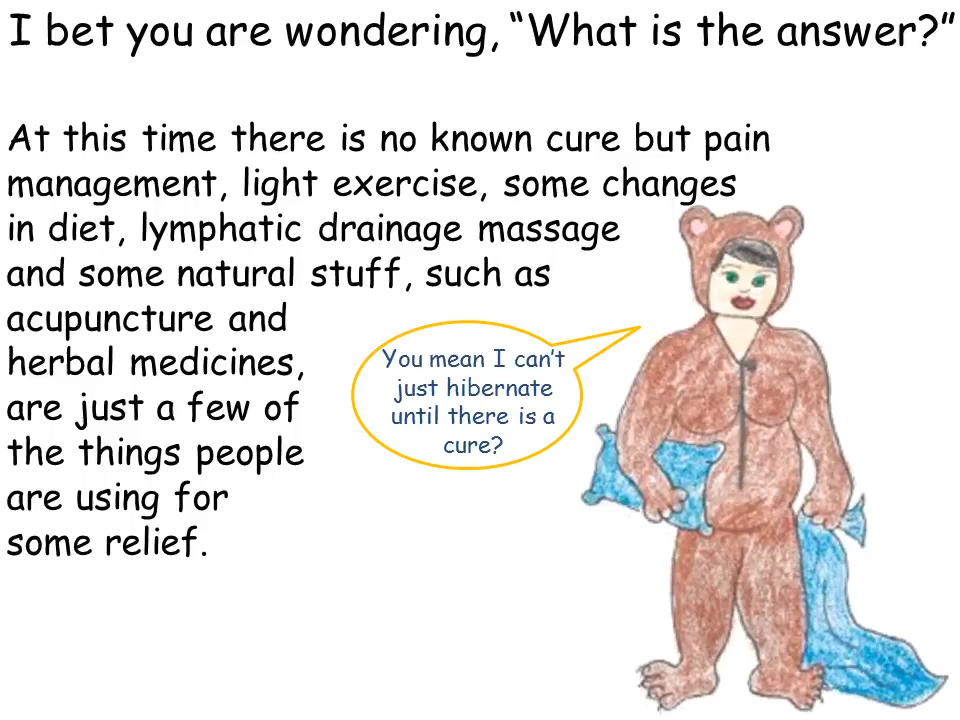 I bet you are wondering, “What is the answer?”
At this time there is no known cure but pain
management, light exercise, some changes
in diet, lymphatic drainage massage
and some natural stuff, such as
acupuncture and
herbal medicines,
are just a few of
the things people
are using for
some relief.
You mean I can’t
just hibernate
until there is a
cure?